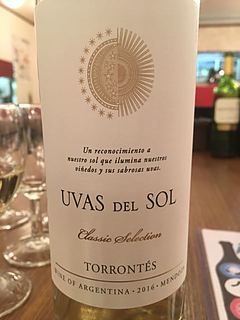 Un reconocimiento a
nuestro sol que ilumina nuestros
viñedos y sus sabrosas uvas.
UVAS DEL SOL
Classic Selection
TORRONTÉS
WINE OF ARGENTINA • 2016 • MENDOZA